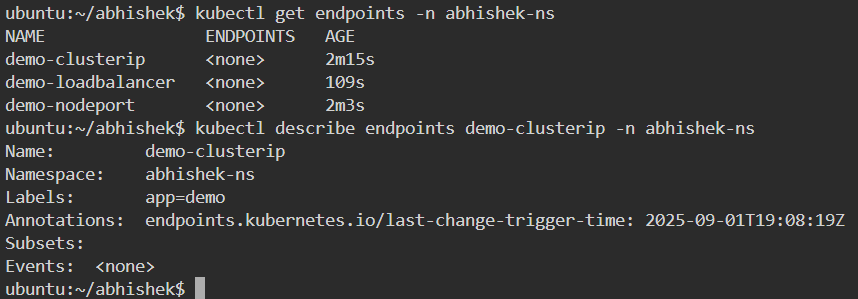 ubuntu:~/abhishek$ kubectl get endpoints -n abhishek-ns
NAME                ENDPOINTS   AGE
demo-clusterip      <none>      2m15s
demo-loadbalancer   <none>      109s
demo-nodeport       <none>      2m3s
ubuntu:~/abhishek$ kubectl describe endpoints demo-clusterip -n abhishek-ns
Name:         demo-clusterip
Namespace:    abhishek-ns
Labels:       app=demo
Annotations:  endpoints.kubernetes.io/last-change-trigger-time: 2025-09-01T19:08:19Z
Subsets:
Events:  <none>
ubuntu:~/abhishek$